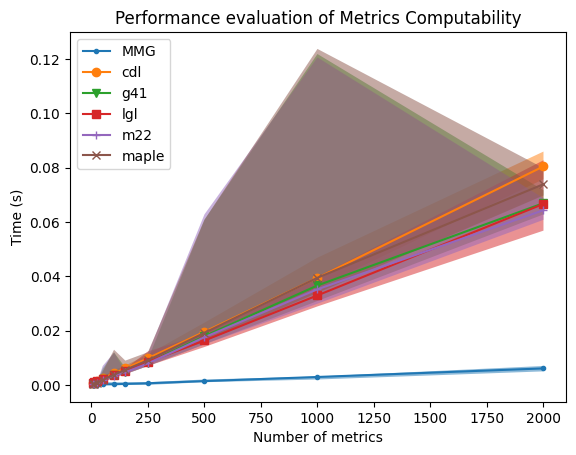 Performance evaluation of Metrics Computability
MMG
cdl
g41
lgl
m22
maple
0.12
0.10
0.08
0.06
0.04
0.02
0.00
Time (s)
0 250 500 750 1000 1250 1500 1750 2000
Number of metrics